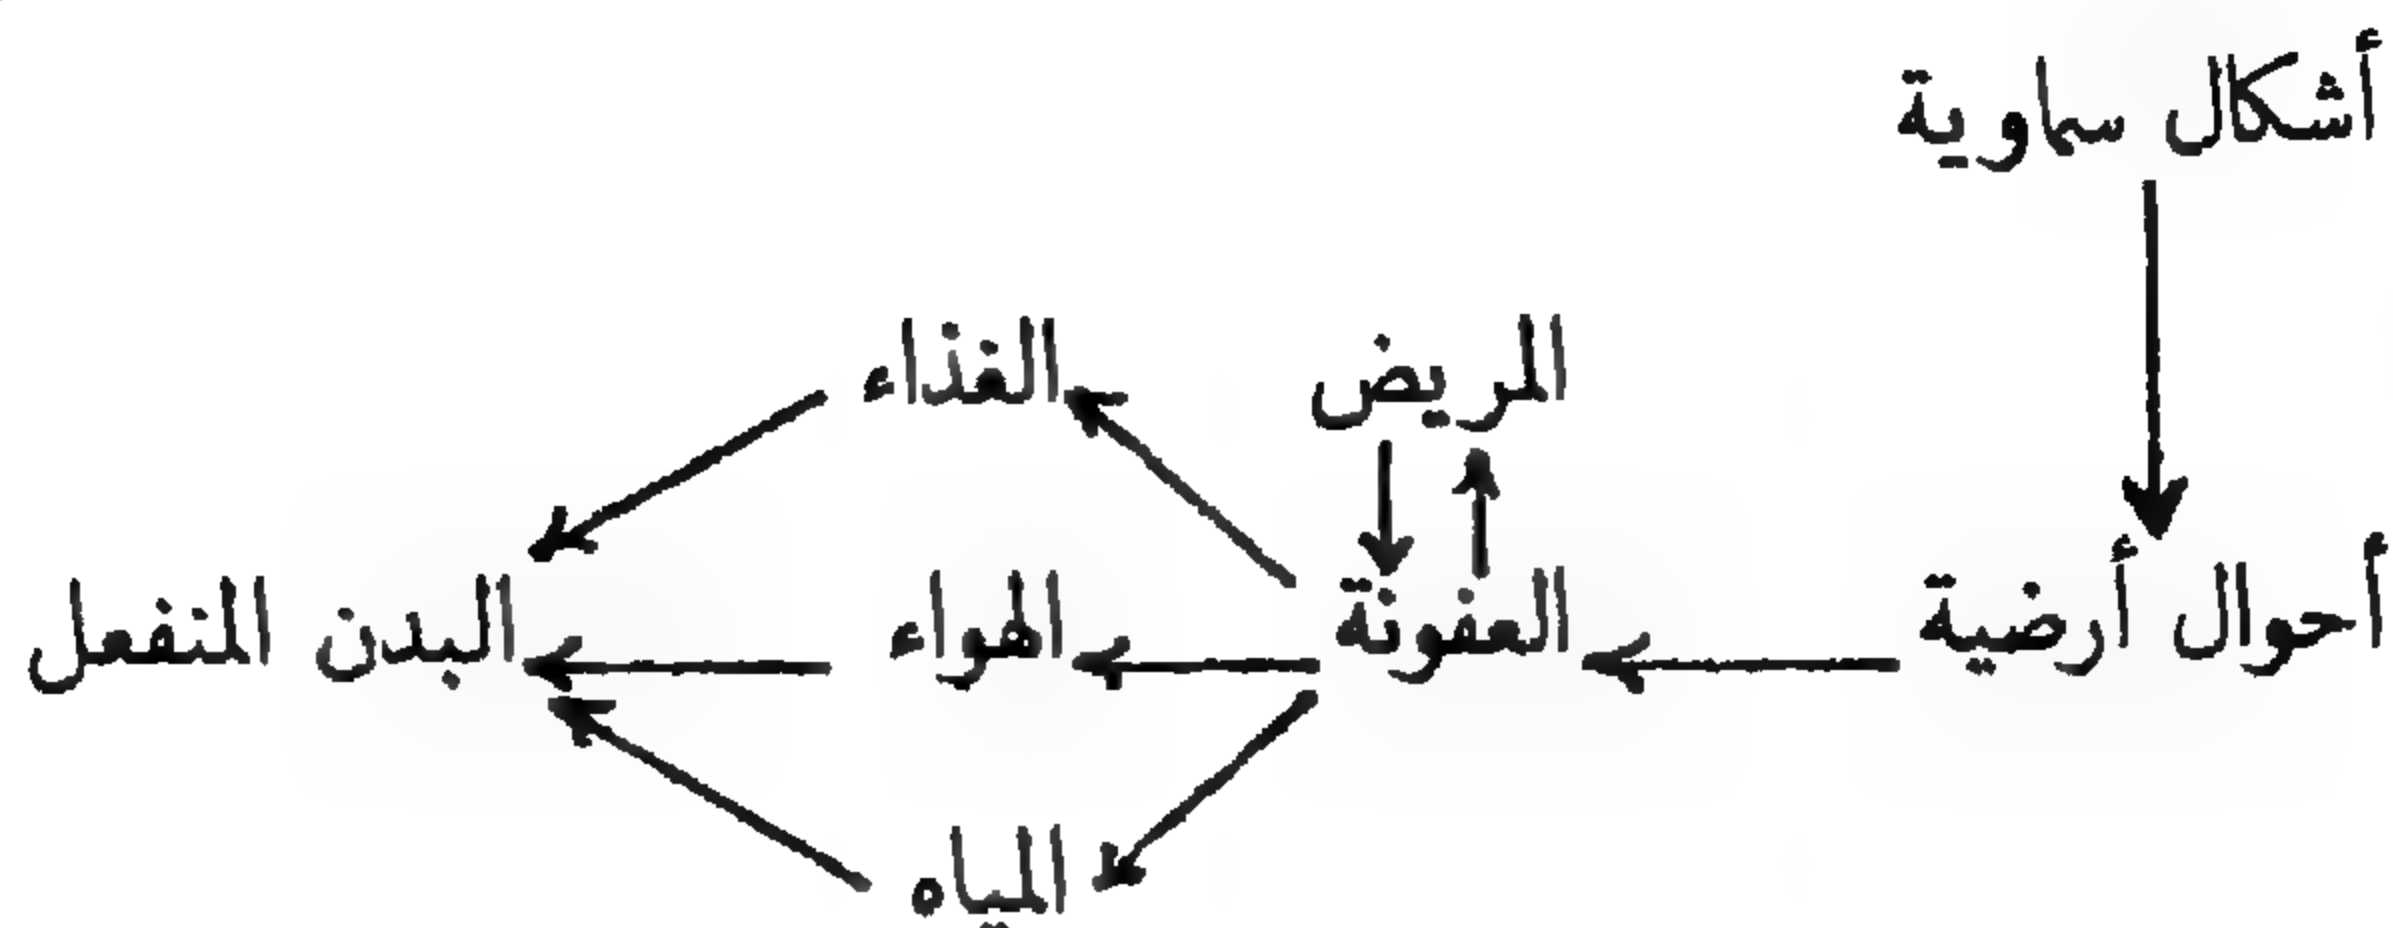 أشكال سماوية
المريض
الغذاء
أحوال أرضية
العفونة
الهواء
البدن المنفعل
المياه